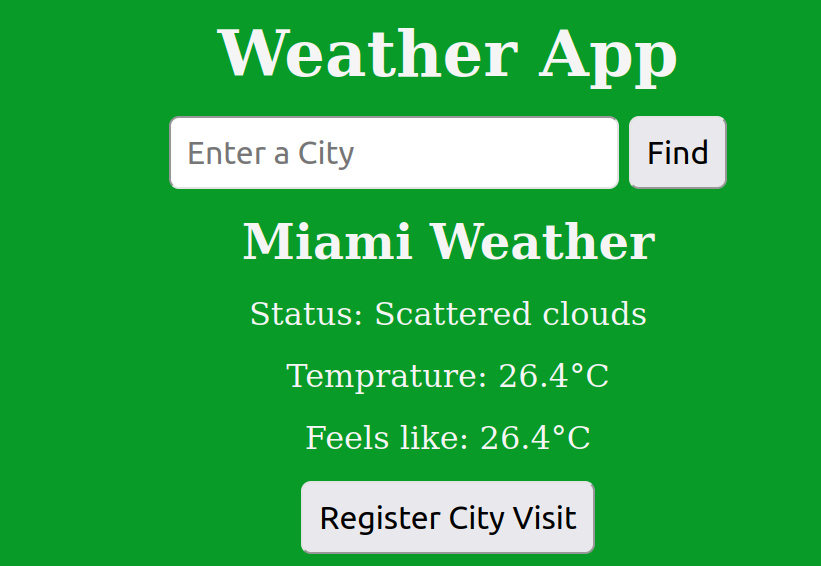 Weather App
Enter a City Find
Miami Weather
Status: Scattered clouds
Temprature: 26.4°C
Feels like: 26.4°C
Register City Visit